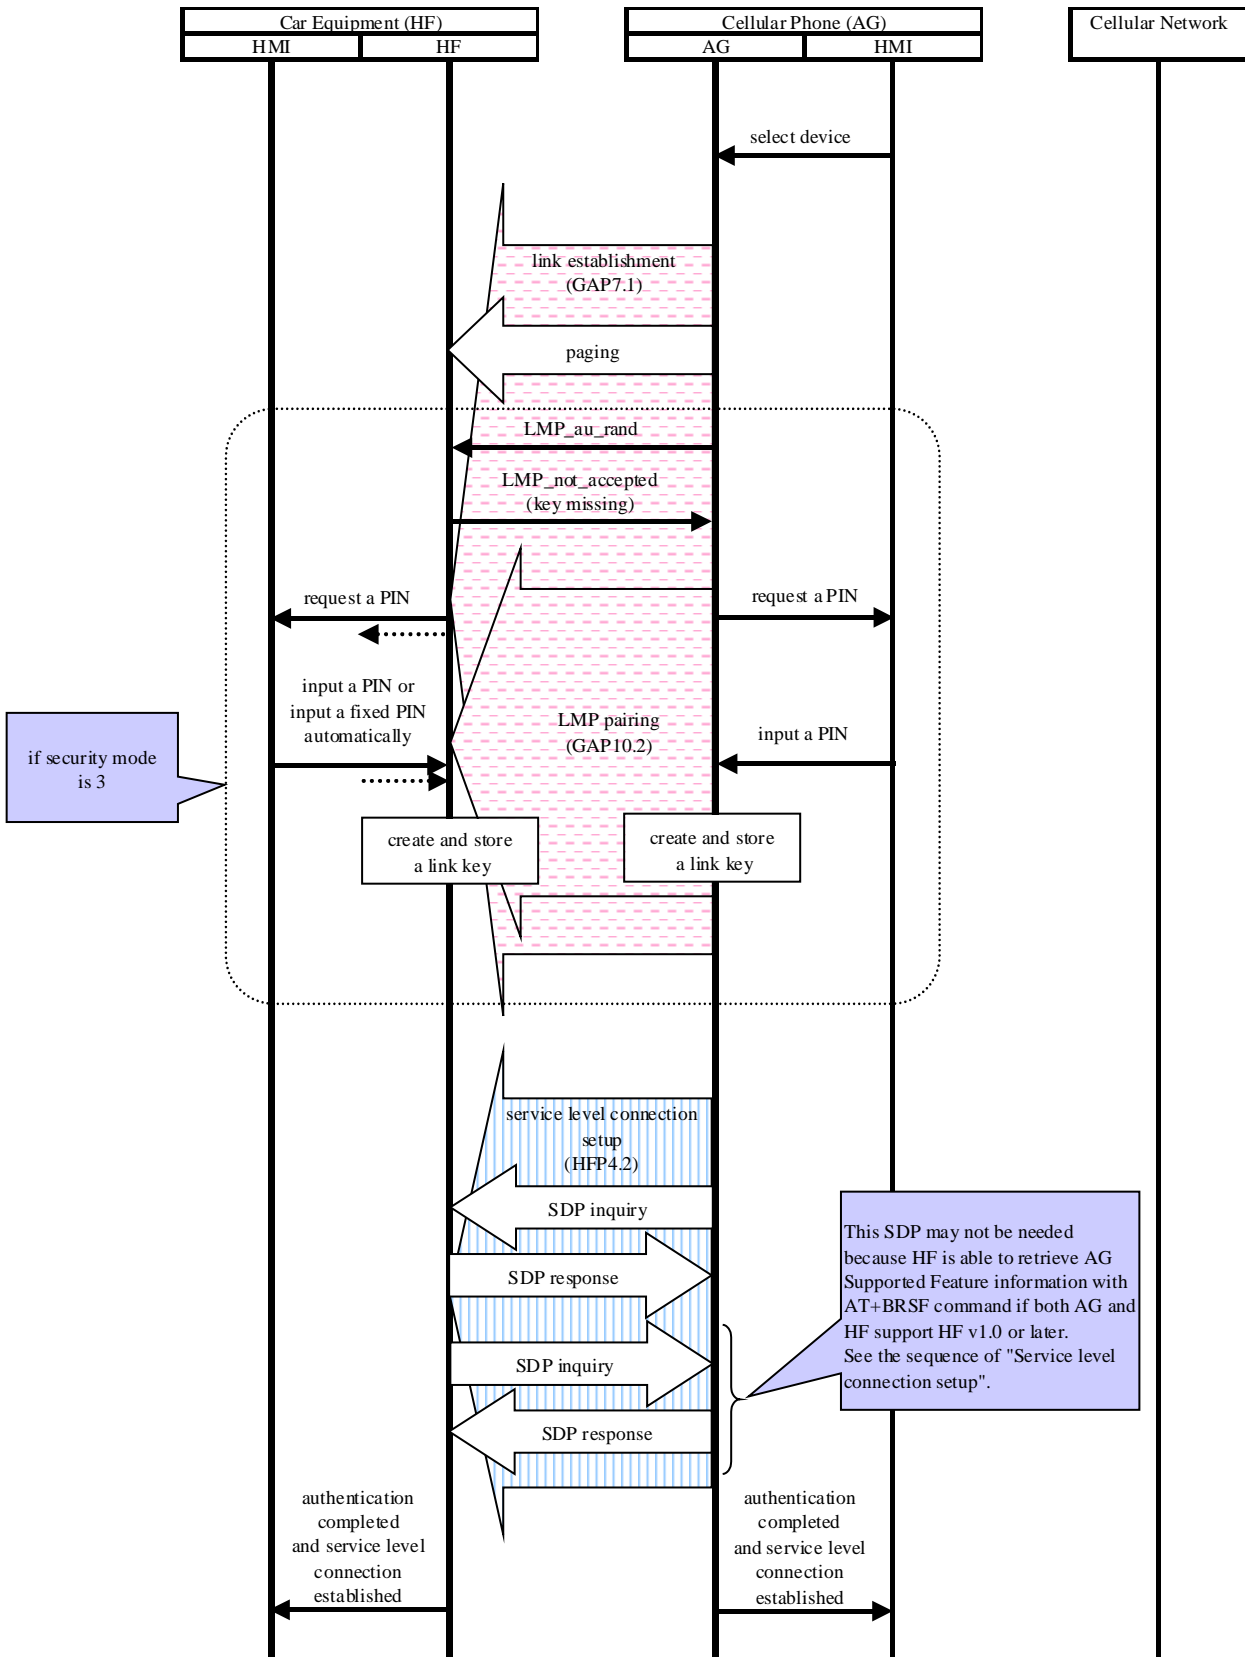 Car Equipment (HF)
Cellular Phone (AG)
Cellular Network
HMI
HF
AG
HMI
select device
link establishment
(GAP7.1)
paging
LMP_au_rand
LMP_not_accepted
(key missing)
request a PIN
request a PIN
input a PIN or
input a fixed PIN
automatically
LMP pairing
(GAP10.2)
input a PIN
if security mode
is 3
create and store
a link key
create and store
a link key
service level connection
setup
(HFP4.2)
SDP inquiry
SDP response
SDP inquiry
SDP response
This SDP may not be needed
because HF is able to retrieve AG
Supported Feature information with
AT+BRSF command if both AG and
HF support HF v1.0 or later.
See the sequence of "Service level
connection setup".
authentication
completed
and service level
connection
established
authentication
completed
and service level
connection
established